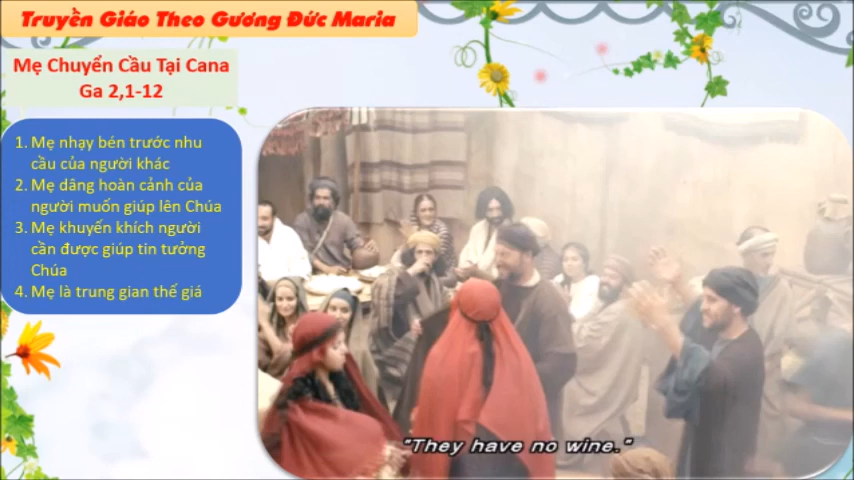 Truyền Giáo Theo Gương Đức Maria
Mẹ Chuyển Cầu Tại Cana
Ga 2,1-12
1. Mẹ nhạy bén trước nhu
cầu của người khác
2. Mẹ dâng hoàn cảnh của
người muốn giúp lên Chúa
3. Mẹ khuyến khích người
cần được giúp tin tưởng
Chúa
4. Mẹ là trung gian thế giá
"They have no wine."